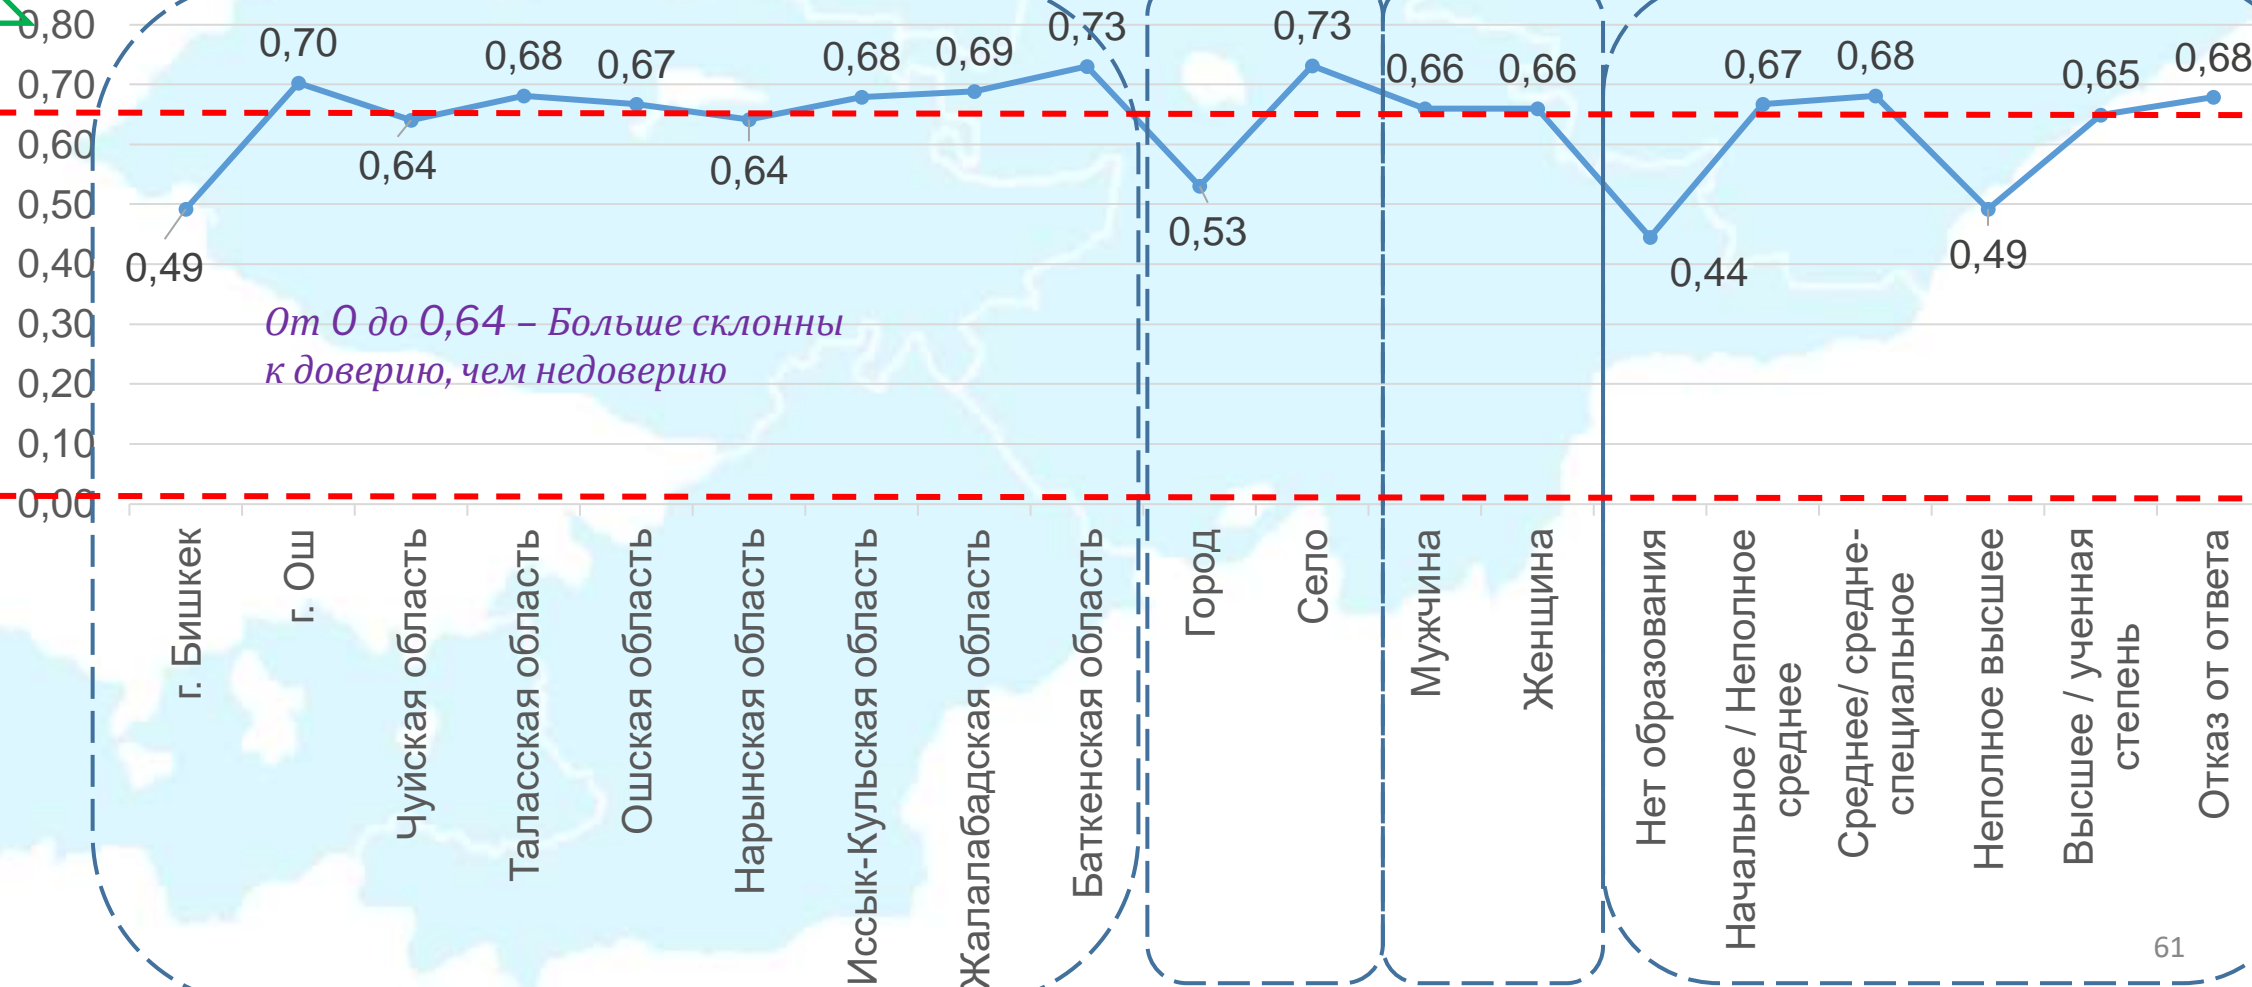 0,80
0,70
0,60
0,50
0,40
0,30
0,20
0,10
0,00
0,49
0,70
0,64
0,68
0,67
0,64
0,68
0,69
0,73
0,53
0,73
0,66
0,66
0,44
0,67
0,68
0,49
0,65
0,68
От 0 до 0,64 – Больше склонны
к доверию, чем недоверию
г. Бишкек
г. Ош
Чуйская область
Таласская область
Ошская область
Нарынская область
Иссык-Кульская область
Жалалабадская область
Баткенская область
Город
Село
Мужчина
Женщина
Нет образования
Начальное / Неполное
среднее
Среднее/ средне-
специальное
Неполное высшее
Высшее / ученная
степень
Отказ от ответа
61